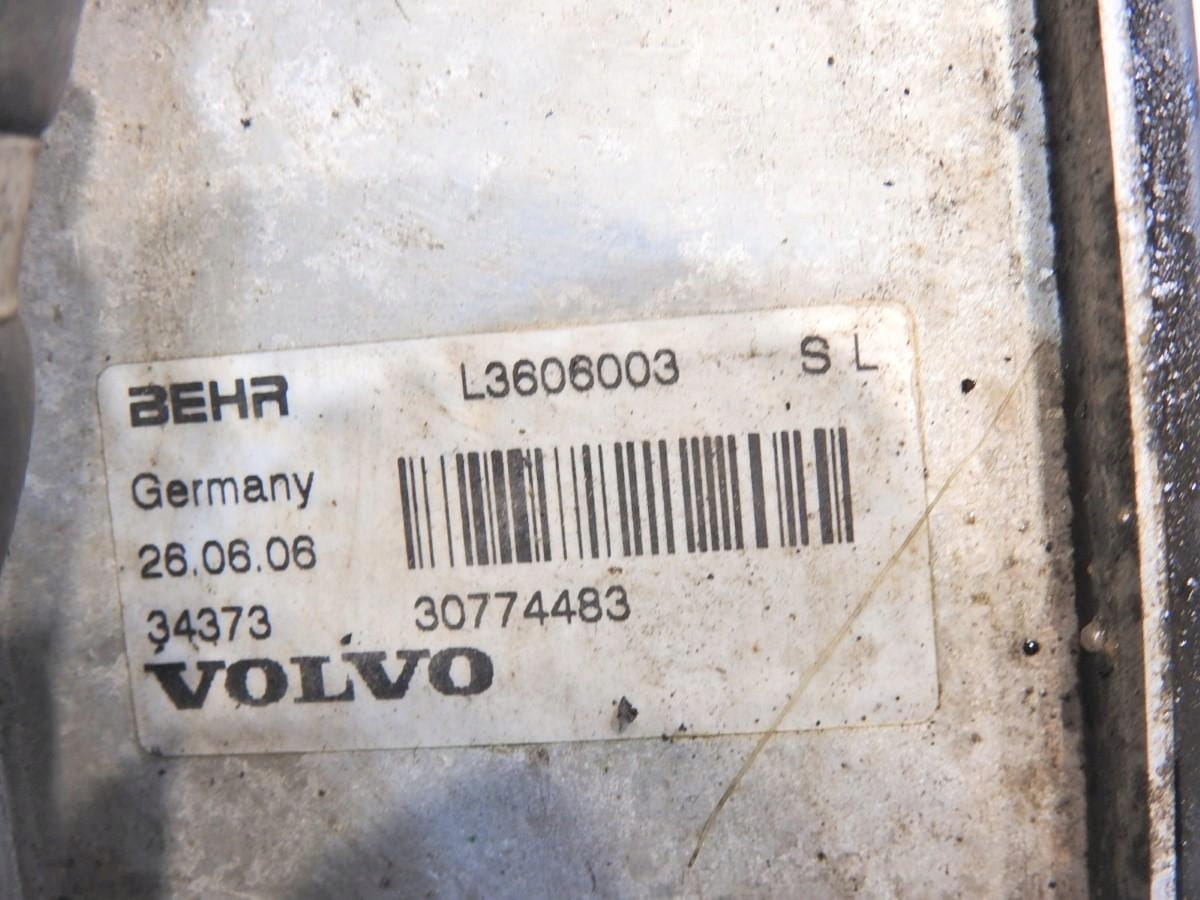 BEHR L3606003 S L
Germany
26.06.06
34373 30774483
VOLVO